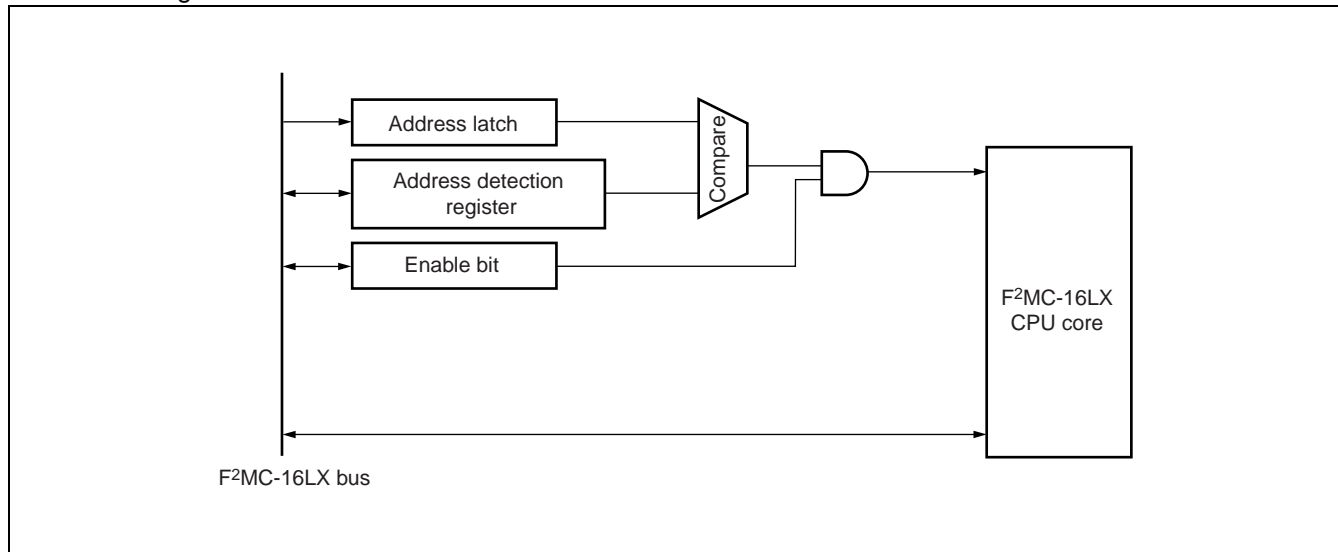 Address latch
Compare
Address detection
register
Enable bit
F²MC-16LX
CPU core
F²MC-16LX bus